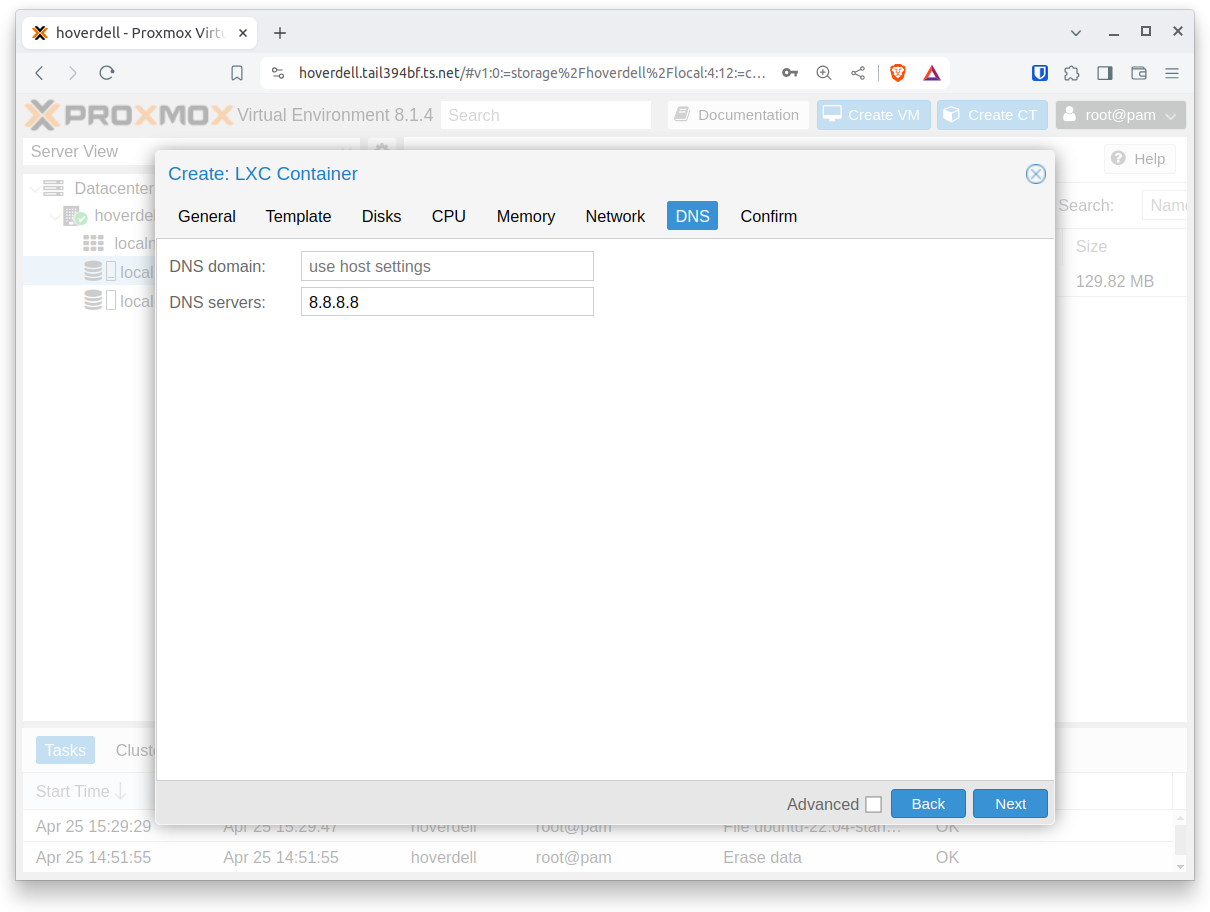 hoverdell - Proxmox Virtu
hoverdell.tail394bf.ts.net/#v1:0:=storage%2Fhoverdell%2Flocal:4:12:=c...
PROXMOX Virtual Environment 8.1.4 Search Documentation Create VM Create CT root@pam
Server View
Help
Create: LXC Container
General Template Disks CPU Memory Network DNS Confirm
Datacenter
hoverdel
localn
local
local
Search: Name
Size
129.82 MB
DNS domain: use host settings
DNS servers: 8.8.8.8
Advanced Back Next
Tasks Cluste
Start Time
Apr 25 15:29:29 Apr 25 15:29:47 hoverdell root@pam File ubuntu-22.04-stan... OK
Apr 25 14:51:55 Apr 25 14:51:55 hoverdell root@pam Erase data OK